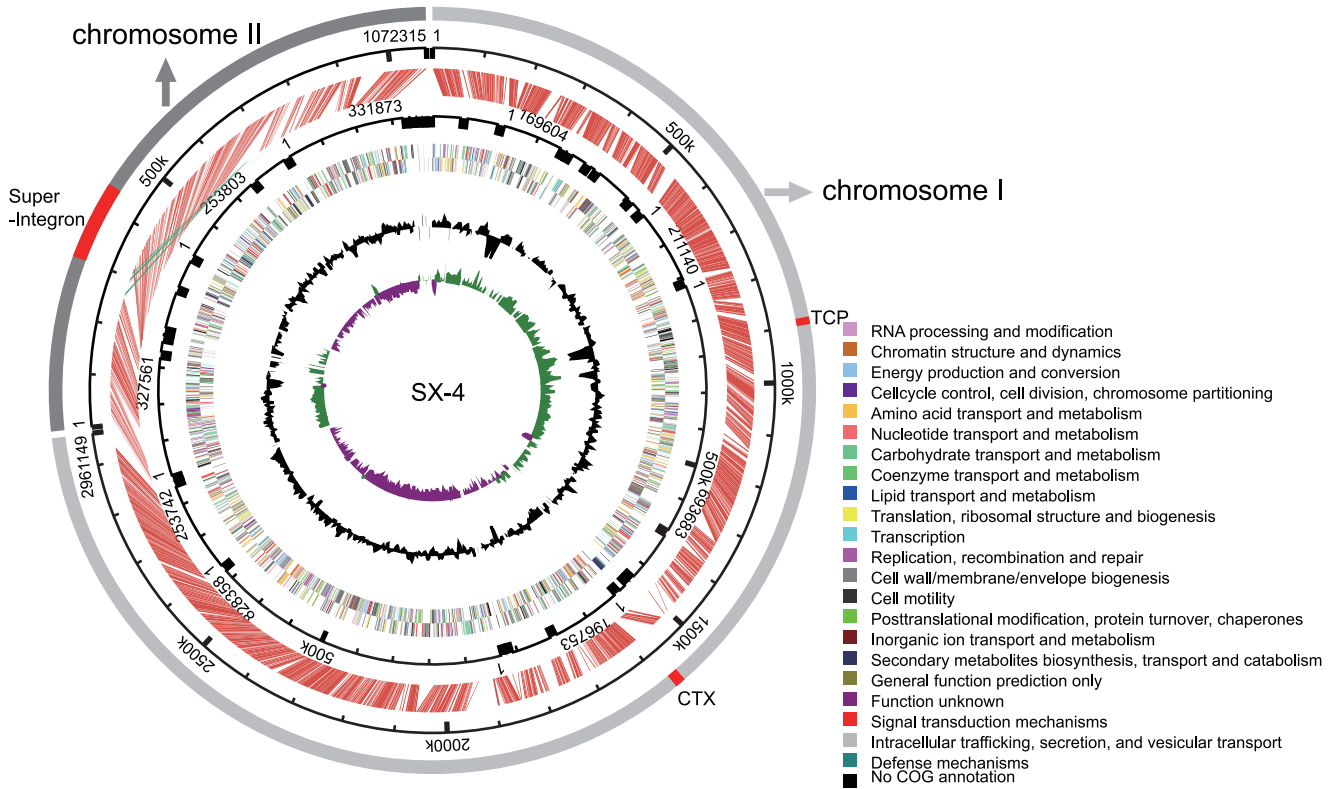 chromosome II
1072315
1
331873
1
169604
500k
500k
1
253803
Super
-Integron
chromosome I
1
211140
1
1
TCP
327561
SX-4
1000k
1
2961149
1
253742
500k
693683
828358
1
1
796753
1500k
500k
1
2500k
CTX
2000k
RNA processing and modification
Chromatin structure and dynamics
Energy production and conversion
Cellcycle control, cell division, chromosome partitioning
Amino acid transport and metabolism
Nucleotide transport and metabolism
Carbohydrate transport and metabolism
Coenzyme transport and metabolism
Lipid transport and metabolism
Translation, ribosomal structure and biogenesis
Transcription
Replication, recombination and repair
Cell wall/membrane/envelope biogenesis
Cell motility
Posttranslational modification, protein turnover, chaperones
Inorganic ion transport and metabolism
Secondary metabolites biosynthesis, transport and catabolism
General function prediction only
Function unknown
Signal transduction mechanisms
Intracellular trafficking, secretion, and vesicular transport
Defense mechanisms
No COG annotation